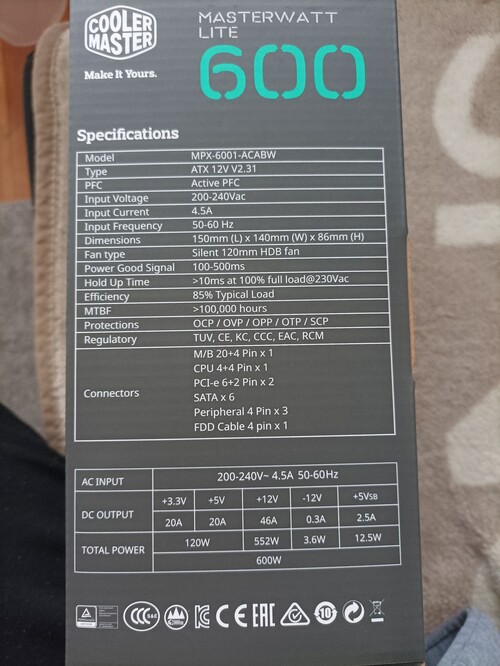 COOLER
MASTER
Make It Yours.
MASTERWATT
LITE
600
Specifications
Model MPX-6001-ACABW
Type ATX 12V V2.31
PFC Active PFC
Input Voltage 200-240Vac
Input Current 4.5A
Input Frequency 50-60 Hz
Dimensions 150mm (L) x 140mm (W) x 86mm (H)
Fan type Silent 120mm HDB fan
Power Good Signal 100-500ms
Hold Up Time >10ms at 100% full load@230Vac
Efficiency 85% Typical Load
MTBF >100,000 hours
Protections OCP / OVP / OPP / OTP / SCP
Regulatory TUV, CE, KC, CCC, EAC, RCM
Connectors
M/B 20+4 Pin x 1
CPU 4+4 Pin x 1
PCI-e 6+2 Pin x 2
SATA x 6
Peripheral 4 Pin x 3
FDD Cable 4 pin x 1
AC INPUT 200-240V~ 4.5A 50-60Hz
DC OUTPUT
+3.3V +5V +12V -12V +5VSB
20A 20A 46A 0.3A 2.5A
TOTAL POWER
120W 552W 3.6W 12.5W
600W
CCC CE EAC 10